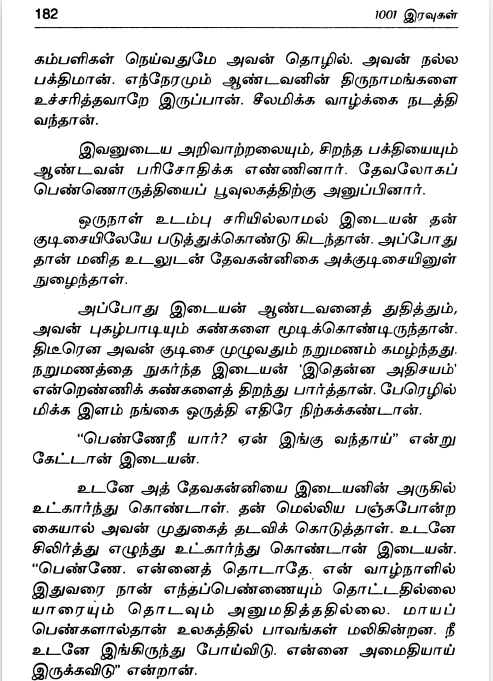 182 1001 இரவுகள்
கம்பளிகள் நெய்வதுமே அவன் தொழில். அவன் நல்ல
பக்திமான். எந்நேரமும் ஆண்டவனின் திருநாமங்களை
உச்சரித்தவாறே இருப்பான். சீலமிக்க வாழ்க்கை நடத்தி
வந்தான்.
இவனுடைய அறிவாற்றலையும், சிறந்த பக்தியையும்
ஆண்டவன் பரிசோதிக்க எண்ணினார். தேவலோகப்
பெண்ணொருத்தியைப் பூவுலகத்திற்கு அனுப்பினார்.
ஒருநாள் உடம்பு சரியில்லாமல் இடையன் தன்
குடிசையிலேயே படுத்துக்கொண்டு கிடந்தான். அப்போது
தான் மனித உடலுடன் தேவகன்னிகை அக்குடிசையினுள்
நுழைந்தாள்.
அப்போது இடையன் ஆண்டவனைத் துதித்தும்,
அவன் புகழ்பாடியும் கண்களை மூடிக்கொண்டிருந்தான்.
திடீரென அவன் குடிசை முழுவதும் நறுமணம் கமழ்ந்தது.
நறுமணத்தை நுகர்ந்த இடையன் ‘இதென்ன அதிசயம்’
என்றெண்ணிக் கண்களைத் திறந்து பார்த்தான். பேரெழில்
மிக்க இளம் நங்கை ஒருத்தி எதிரே நிற்கக்கண்டான்.
“பெண்ணேநீ யார்? ஏன் இங்கு வந்தாய்” என்று
கேட்டான் இடையன்.
உடனே அத் தேவகன்னியை இடையனின் அருகில்
உட்கார்ந்து கொண்டாள். தன் மெல்லிய பஞ்சுபோன்ற
கையால் அவன் முதுகைத் தடவிக் கொடுத்தாள். உடனே
சிலிர்த்து எழுந்து உட்கார்ந்து கொண்டான் இடையன்.
“பெண்ணே. என்னைத் தொடாதே. என் வாழ்நாளில்
இதுவரை நான் எந்தப்பெண்ணையும் தொட்டதில்லை
யாரையும் தொடவும் அனுமதித்ததில்லை. மாயப்
பெண்களால்தான் உலகத்தில் பாவங்கள் மலிகின்றன. நீ
உடனே இங்கிருந்து போய்விடு. என்னை அமைதியாய்
இருக்கவிடு” என்றான்.